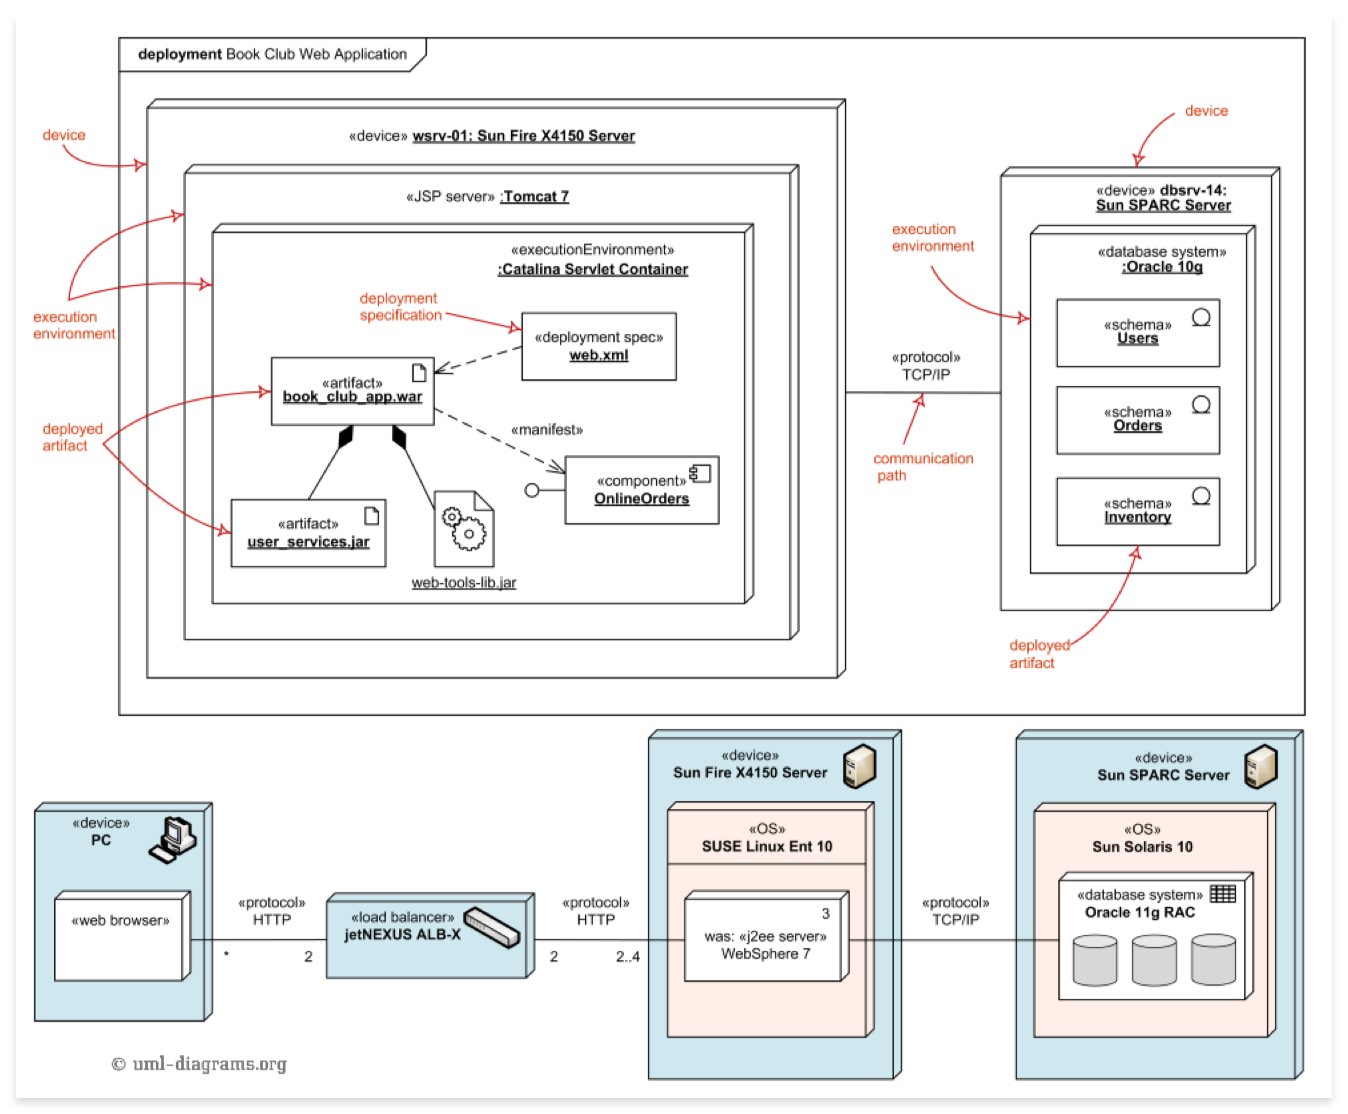 deployment Book Club Web Application
device
«device» wsrv-01: Sun Fire X4150 Server
«JSP server» :Tomcat 7
execution
environment
«executionEnvironment»
:Catalina Servlet Container
deployment
specification
«deployment spec»
web.xml
«artifact»
book_club_app.war
deployed
artifact
«manifest»
«component»
OnlineOrders
«artifact»
user_services.jar
web-tools-lib.jar
«protocol»
TCP/IP
communication
path
device
«device» dbsrv-14:
Sun SPARC Server
execution
environment
«database system»
:Oracle 10g
«schema»
Users
«schema»
Orders
«schema»
Inventory
deployed
artifact
«device»
PC
«web browser»
«protocol»
HTTP
*
2
«load balancer»
jetNEXUS ALB-X
«protocol»
HTTP
2
2..4
«device»
Sun Fire X4150 Server
«OS»
SUSE Linux Ent 10
3
was: «j2ee server»
WebSphere 7
«protocol»
TCP/IP
«device»
Sun SPARC Server
«OS»
Sun Solaris 10
«database system»
Oracle 11g RAC
© uml-diagrams.org